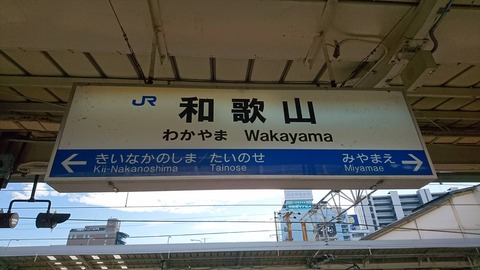 JR 和歌山
わかやま Wakayama
きいなかのしま／たいのせ みやまえ
Kii-Nakanoshima Tainose Miyamae